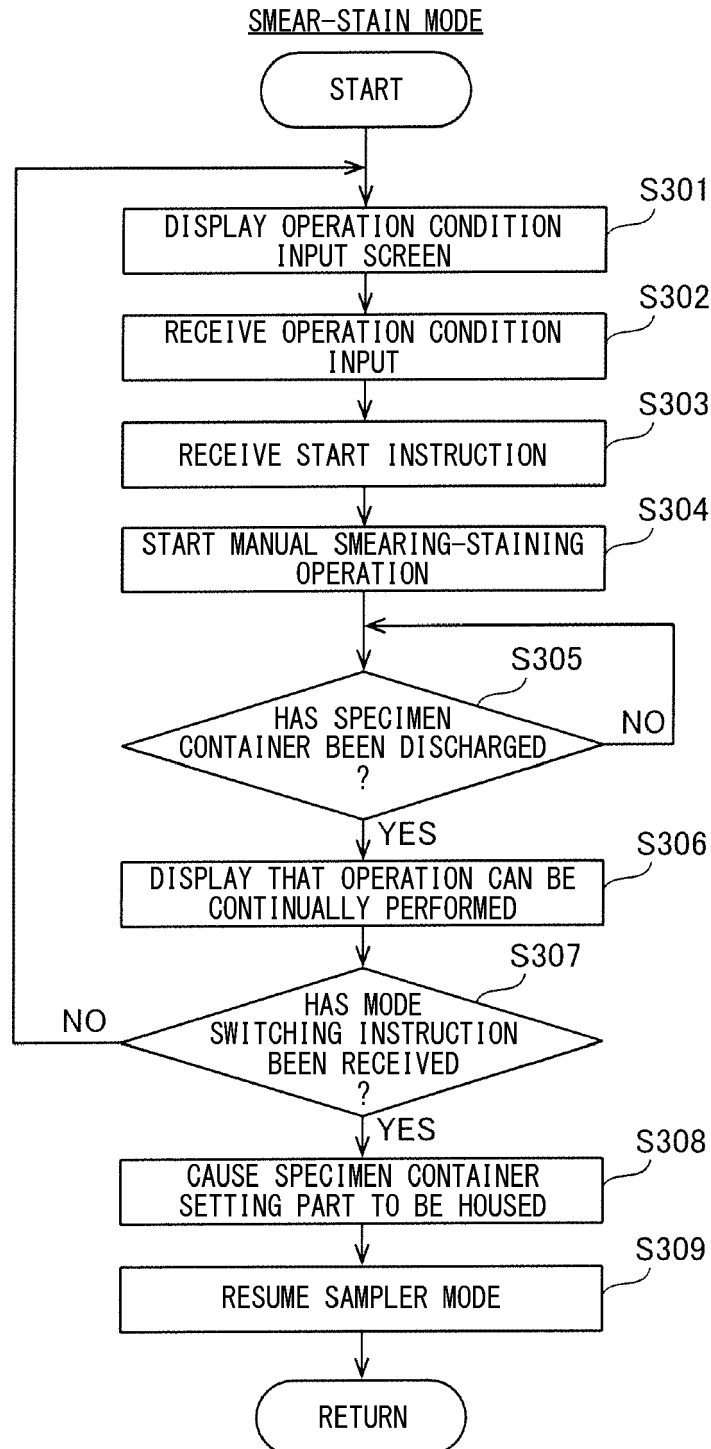 SMEAR-STAIN MODE
START
S301
DISPLAY OPERATION CONDITION
INPUT SCREEN
S302
RECEIVE OPERATION CONDITION
INPUT
S303
RECEIVE START INSTRUCTION
S304
START MANUAL SMEARING-STAINING
OPERATION
S305
HAS SPECIMEN
CONTAINER BEEN DISCHARGED
?
NO
YES
S306
DISPLAY THAT OPERATION CAN BE
CONTINUALLY PERFORMED
S307
HAS MODE
SWITCHING INSTRUCTION
BEEN RECEIVED
?
NO
YES
S308
CAUSE SPECIMEN CONTAINER
SETTING PART TO BE HOUSED
S309
RESUME SAMPLER MODE
RETURN